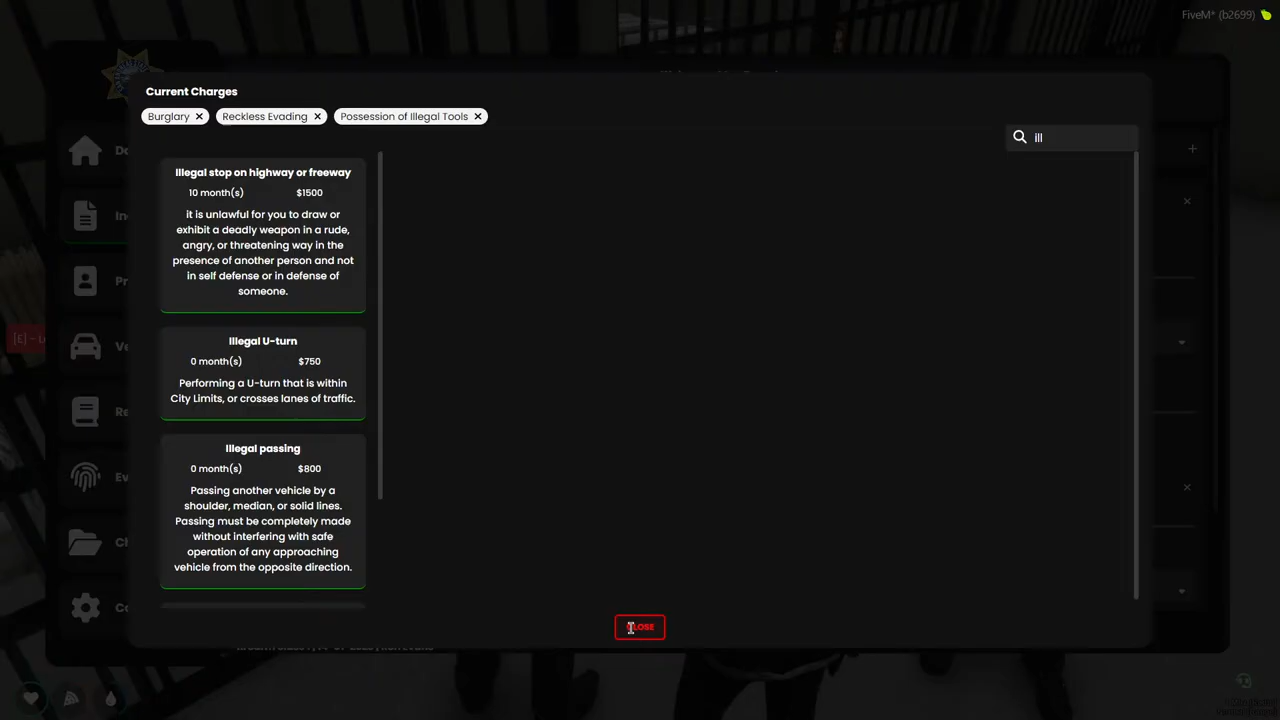 FiveM* (b2699)
Current Charges
Burglary ✕ Reckless Evading ✕ Possession of Illegal Tools ✕
ill
Illegal stop on highway or freeway
10 month(s) $1500
it is unlawful for you to draw or
exhibit a deadly weapon in a rude,
angry, or threatening way in the
presence of another person and not
in self defense or in defense of
someone.
Illegal U-turn
0 month(s) $750
Performing a U-turn that is within
City Limits, or crosses lanes of traffic.
Illegal passing
0 month(s) $800
Passing another vehicle by a
shoulder, median, or solid lines.
Passing must be completely made
without interfering with safe
operation of any approaching
vehicle from the opposite direction.
CLOSE
[E] - L